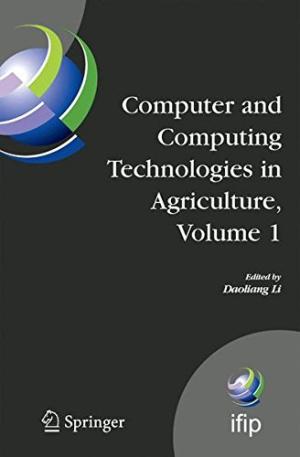 Computer and
Computing
Technologies in
Agriculture,
Volume 1
Edited by
Daoliang Li
Springer
ifip